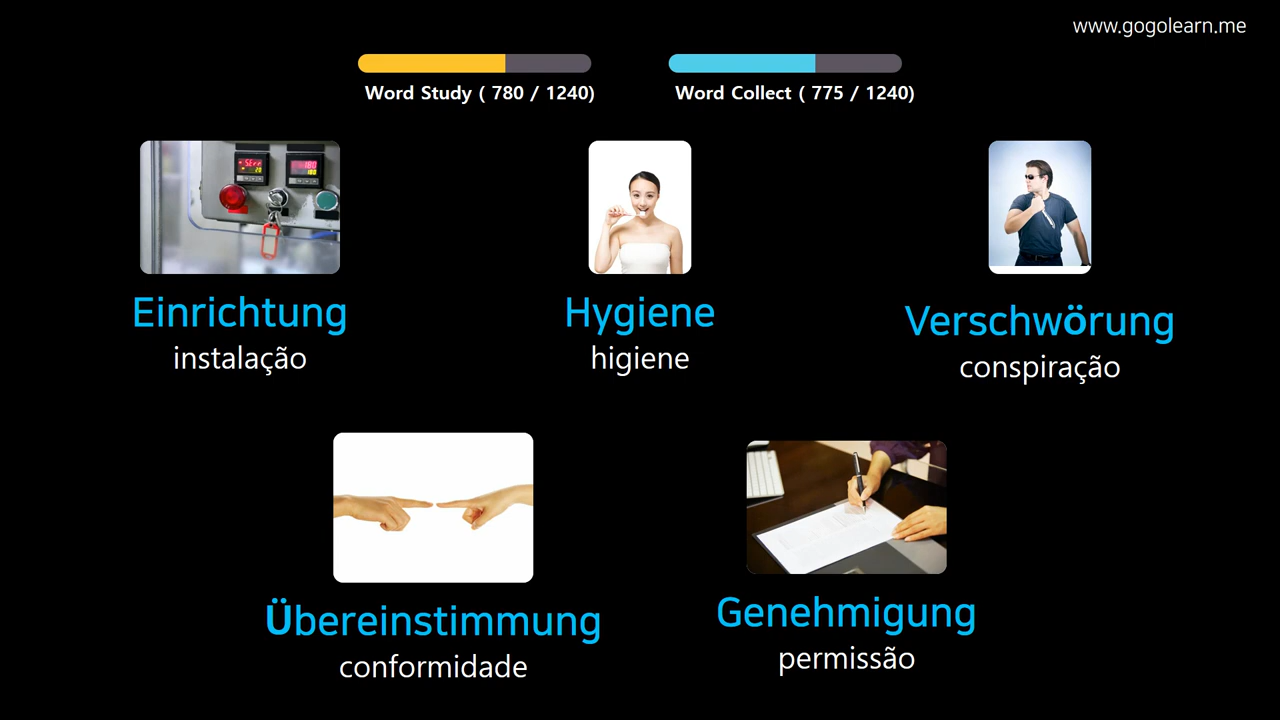 www.gogolearn.me
Word Study ( 780 / 1240)
Word Collect ( 775 / 1240)
Einrichtung
instalação
Hygiene
higiene
Verschwörung
conspiração
Übereinstimmung
conformidade
Genehmigung
permissão